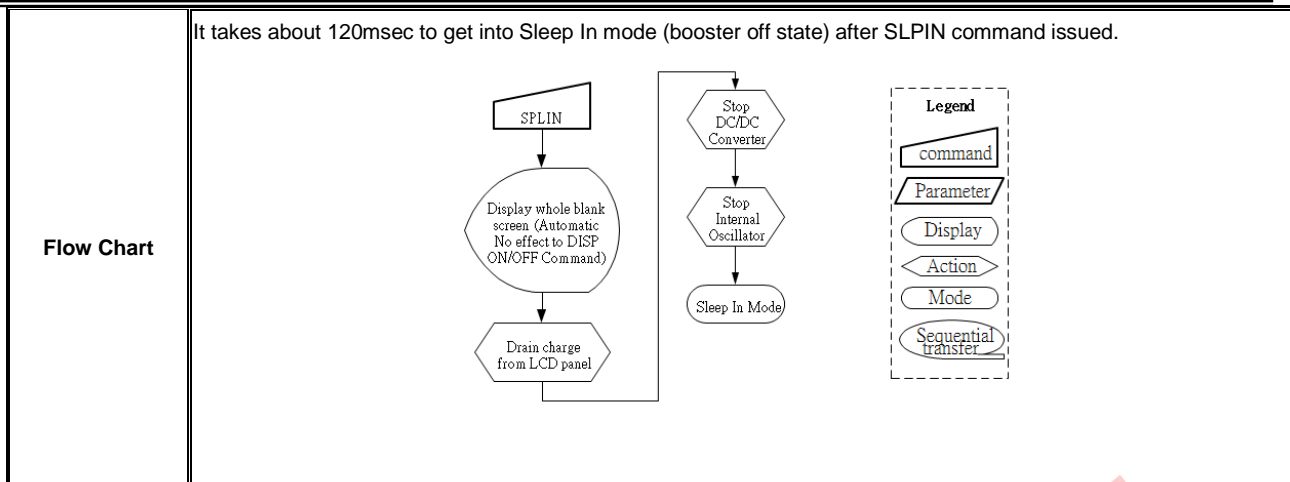 It takes about 120msec to get into Sleep In mode (booster off state) after SLPIN command issued.
Flow Chart
SPLIN
Display whole blank
screen (Automatic
No effect to DISP
ON/OFF Command)
Drain charge
from LCD panel
Stop
DC/DC
Converter
Stop
Internal
Oscillator
Sleep In Mode
Legend
command
Parameter
Display
Action
Mode
Sequential
transfer